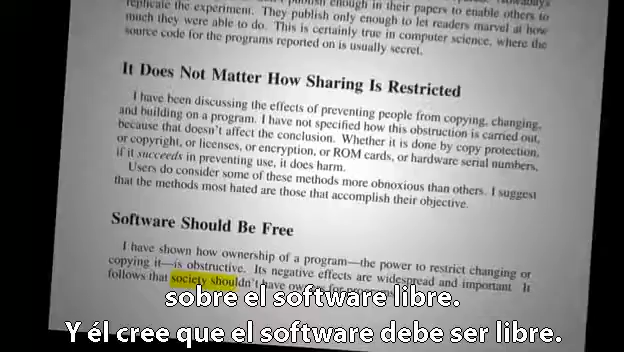 enough in their papers to enable others to
replicate the experiment. They publish only enough to let readers marvel at how
much they were able to do. This is certainly true in computer science, where the
source code for the programs reported on is usually secret.
It Does Not Matter How Sharing Is Restricted
I have been discussing the effects of preventing people from copying, changing,
and building on a program. I have not specified how this obstruction is carried out,
because that doesn't affect the conclusion. Whether it is done by copy protection,
or copyright, or licenses, or encryption, or ROM cards, or hardware serial numbers,
if it succeeds in preventing use, it does harm.
Users do consider some of these methods more obnoxious than others. I suggest
that the methods most hated are those that accomplish their objective.
Software Should Be Free
I have shown how ownership of a program—the power to restrict changing or
copying it—is obstructive. Its negative effects are widespread and important. It
follows that society shouldn't have
sobre el software libre.
Y él cree que el software debe ser libre.